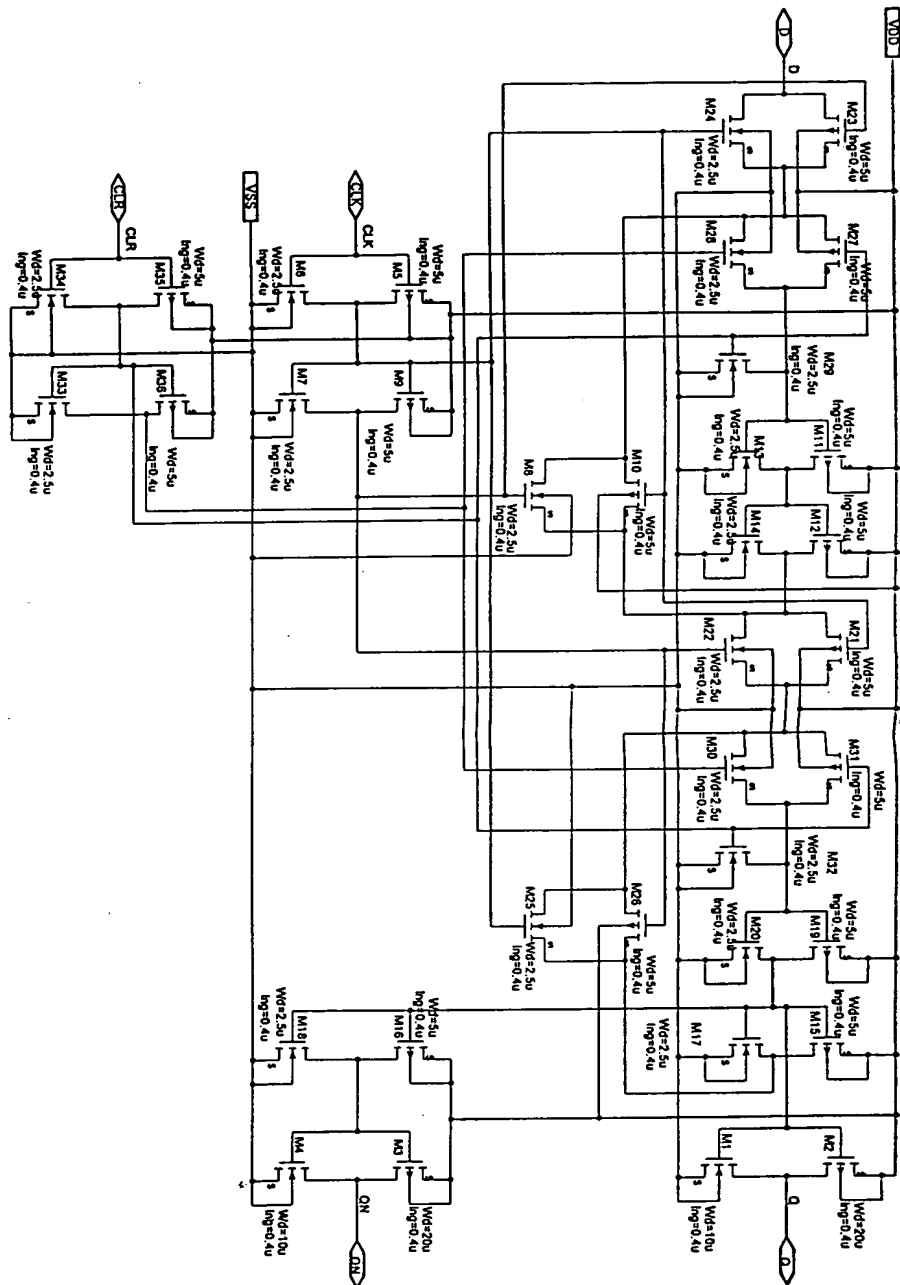 VDD
D
D
M23
Wd=5u
lng=0.4u
s
M24
Wd=2.5u
lng=0.4u
s
M27
Wd=5u
lng=0.4u
s
M28
Wd=2.5u
lng=0.4u
s
M29
Wd=2.5u
lng=0.4u
s
M11
Wd=5u
lng=0.4u
s
M13
Wd=2.5u
lng=0.4u
s
M12
Wd=5u
lng=0.4u
s
M14
Wd=2.5u
lng=0.4u
s
M21
Wd=5u
lng=0.4u
s
M22
Wd=2.5u
lng=0.4u
s
M31
Wd=5u
lng=0.4u
s
M30
Wd=2.5u
lng=0.4u
s
M32
Wd=2.5u
lng=0.4u
s
M19
Wd=5u
lng=0.4u
s
M20
Wd=2.5u
lng=0.4u
s
M15
Wd=5u
lng=0.4u
s
M17
Wd=2.5u
lng=0.4u
s
M2
Wd=20u
lng=0.4u
s
M1
Wd=10u
lng=0.4u
s
Q
Q
M10
Wd=5u
lng=0.4u
s
M8
Wd=2.5u
lng=0.4u
s
M26
Wd=5u
lng=0.4u
s
M25
Wd=2.5u
lng=0.4u
s
CLK
CLK
M5
Wd=5u
lng=0.4u
s
M6
Wd=2.5u
lng=0.4u
s
M9
Wd=5u
lng=0.4u
s
M7
Wd=2.5u
lng=0.4u
s
M16
Wd=5u
lng=0.4u
s
M18
Wd=2.5u
lng=0.4u
s
M3
Wd=20u
lng=0.4u
s
M4
Wd=10u
lng=0.4u
s
QN
QN
VSS
CLR
CLR
M35
Wd=5u
lng=0.4u
s
M34
Wd=2.5u
lng=0.4u
s
M36
Wd=5u
lng=0.4u
s
M33
Wd=2.5u
lng=0.4u
s